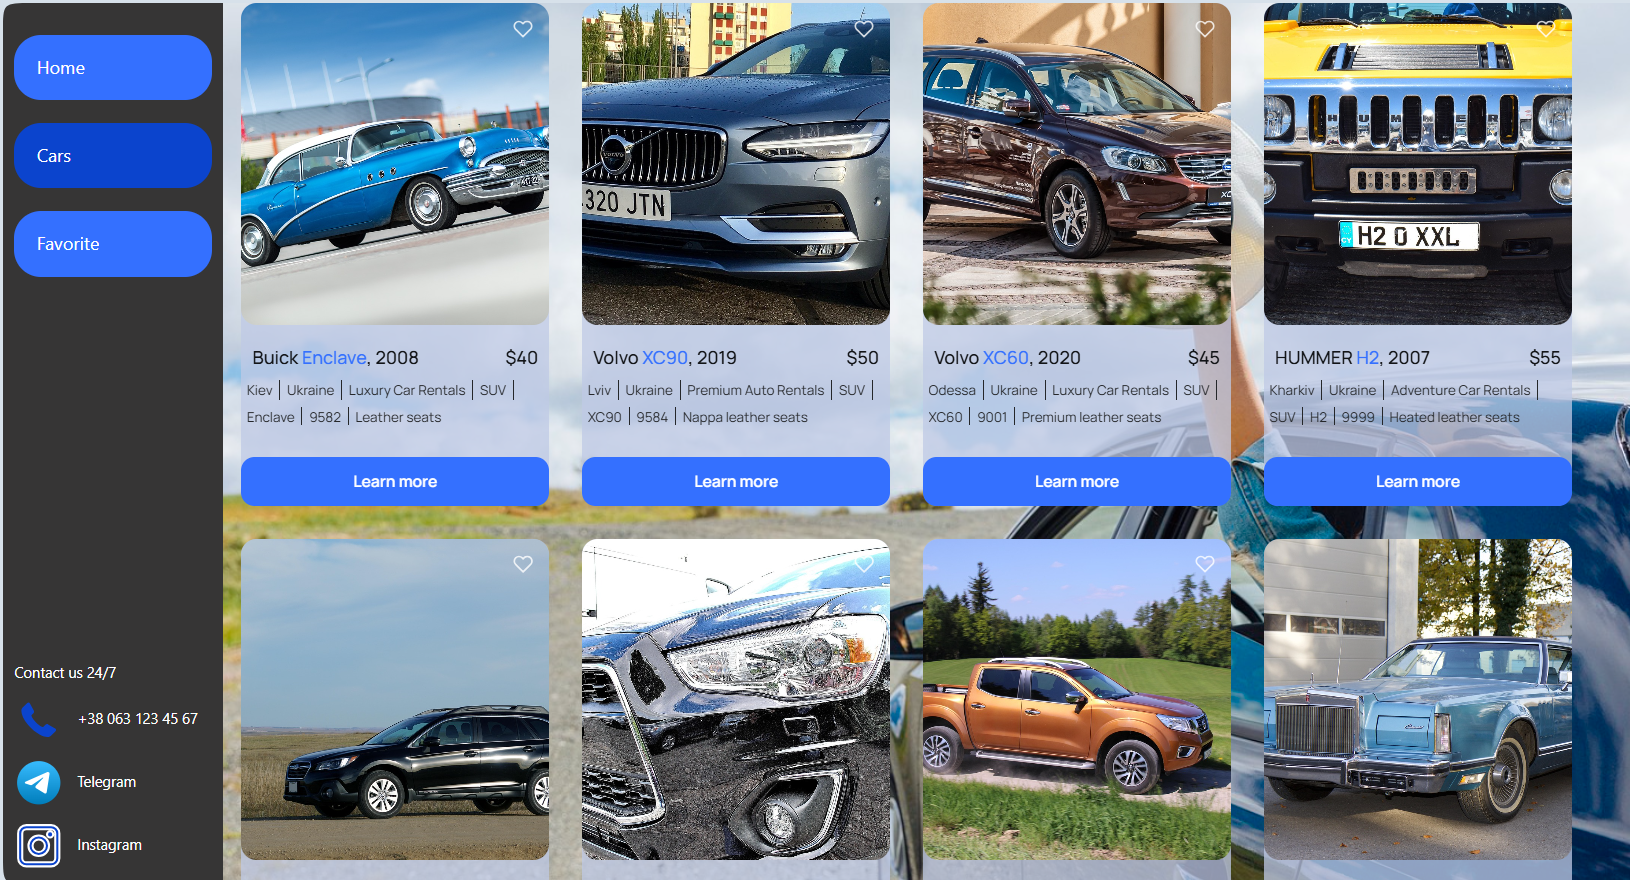 Home
Cars
Favorite
Contact us 24/7
+38 063 123 45 67
Telegram
Instagram
VOLVO
320 JTN
HUMMER
H2 0 XXL
CY
Buick Enclave, 2008 $40
Kiev | Ukraine | Luxury Car Rentals | SUV |
Enclave | 9582 | Leather seats
Learn more
Volvo XC90, 2019 $50
Lviv | Ukraine | Premium Auto Rentals | SUV |
XC90 | 9584 | Nappa leather seats
Learn more
Volvo XC60, 2020 $45
Odessa | Ukraine | Luxury Car Rentals | SUV |
XC60 | 9001 | Premium leather seats
Learn more
HUMMER H2, 2007 $55
Kharkiv | Ukraine | Adventure Car Rentals |
SUV | H2 | 9999 | Heated leather seats
Learn more